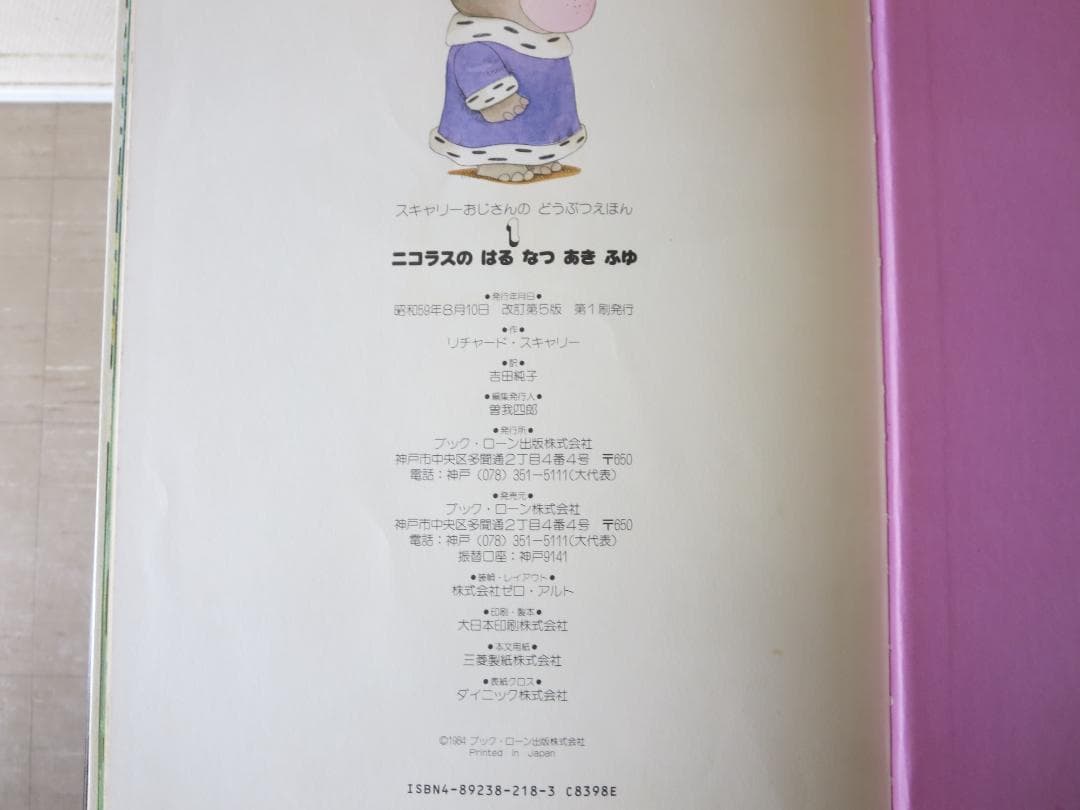 スキャリーおじさんの どうぶつえほん
1
ニコラスの はる なつ あき ふゆ
●発行年月日●
昭和59年8月10日 改訂第5版 第1刷発行
●作●
リチャード・スキャリー
●訳●
吉田純子
●編集発行人●
曽我四郎
●発行所●
ブック・ローン出版株式会社
神戸市中央区多聞通2丁目4番4号 〒650
電話：神戸（078）351－5111（大代表）
●発売元●
ブック・ローン株式会社
神戸市中央区多聞通2丁目4番4号 〒650
電話：神戸（078）351－5111（大代表）
振替口座：神戸9141
●装幀・レイアウト●
株式会社ゼロ・アルト
●印刷・製本●
大日本印刷株式会社
●本文用紙●
三菱製紙株式会社
●表紙クロス●
ダイニック株式会社
©1984 ブック・ローン出版株式会社
Printed in Japan
ISBN4-89238-218-3 C8398E